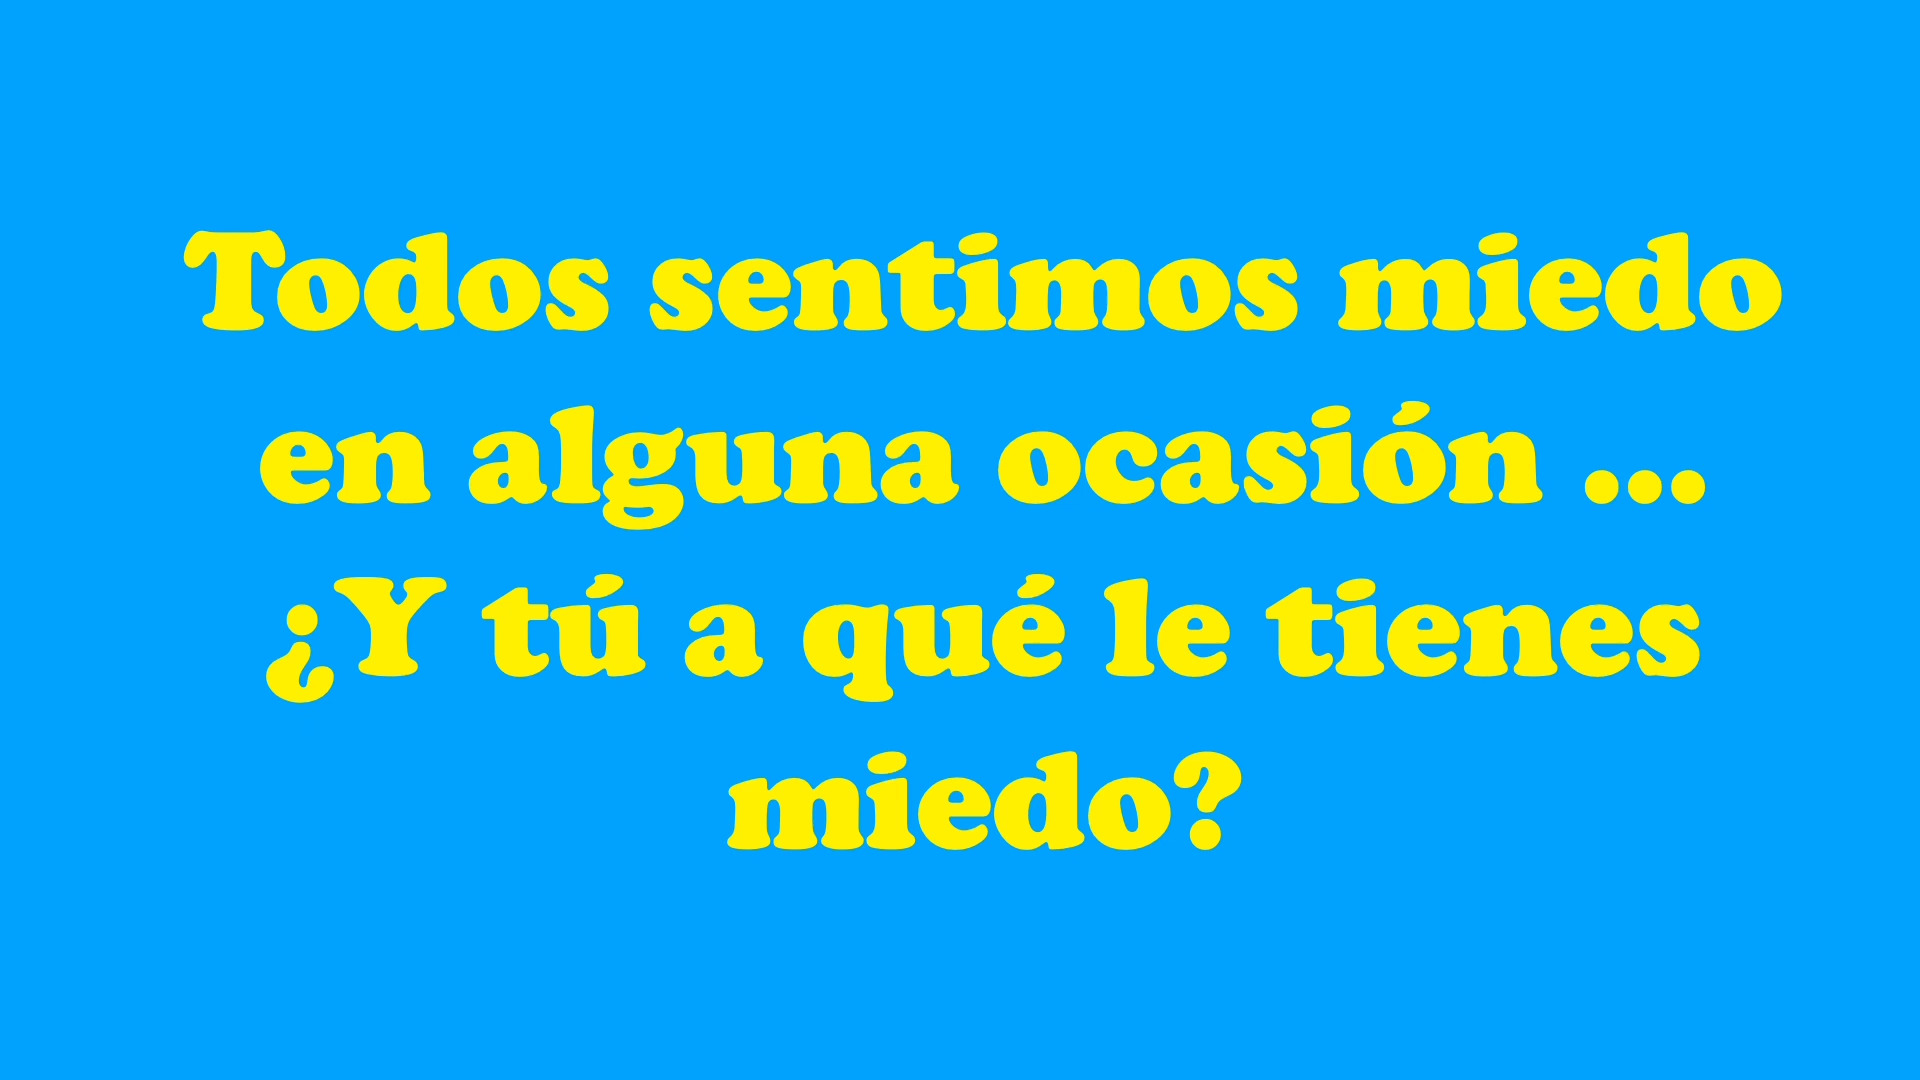 Todos sentimos miedo
en alguna ocasión ...
¿Y tú a qué le tienes
miedo?